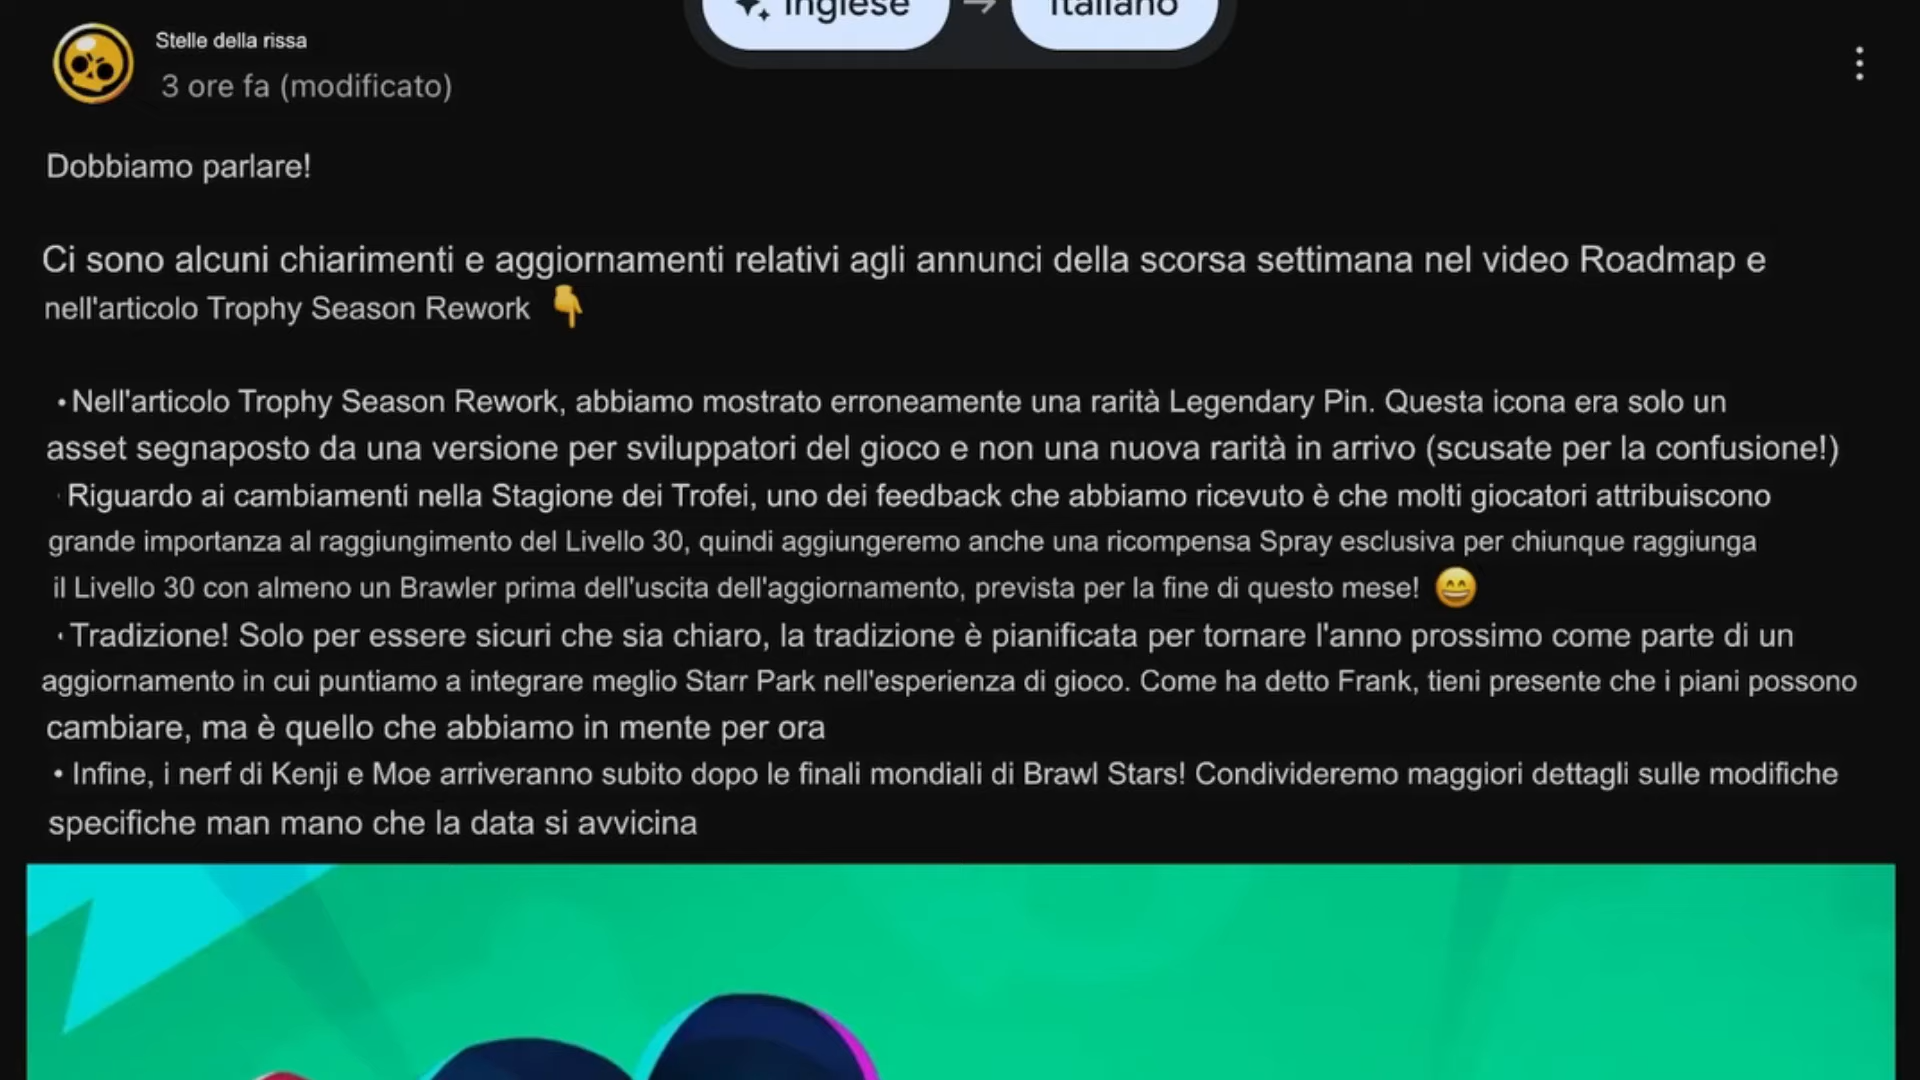 Inglese → Italiano
Stelle della rissa
3 ore fa (modificato)
Dobbiamo parlare!
Ci sono alcuni chiarimenti e aggiornamenti relativi agli annunci della scorsa settimana nel video Roadmap e
nell'articolo Trophy Season Rework 👇
• Nell'articolo Trophy Season Rework, abbiamo mostrato erroneamente una rarità Legendary Pin. Questa icona era solo un
asset segnaposto da una versione per sviluppatori del gioco e non una nuova rarità in arrivo (scusate per la confusione!)
· Riguardo ai cambiamenti nella Stagione dei Trofei, uno dei feedback che abbiamo ricevuto è che molti giocatori attribuiscono
grande importanza al raggiungimento del Livello 30, quindi aggiungeremo anche una ricompensa Spray esclusiva per chiunque raggiunga
il Livello 30 con almeno un Brawler prima dell'uscita dell'aggiornamento, prevista per la fine di questo mese! 😄
· Tradizione! Solo per essere sicuri che sia chiaro, la tradizione è pianificata per tornare l'anno prossimo come parte di un
aggiornamento in cui puntiamo a integrare meglio Starr Park nell'esperienza di gioco. Come ha detto Frank, tieni presente che i piani possono
cambiare, ma è quello che abbiamo in mente per ora
• Infine, i nerf di Kenji e Moe arriveranno subito dopo le finali mondiali di Brawl Stars! Condivideremo maggiori dettagli sulle modifiche
specifiche man mano che la data si avvicina